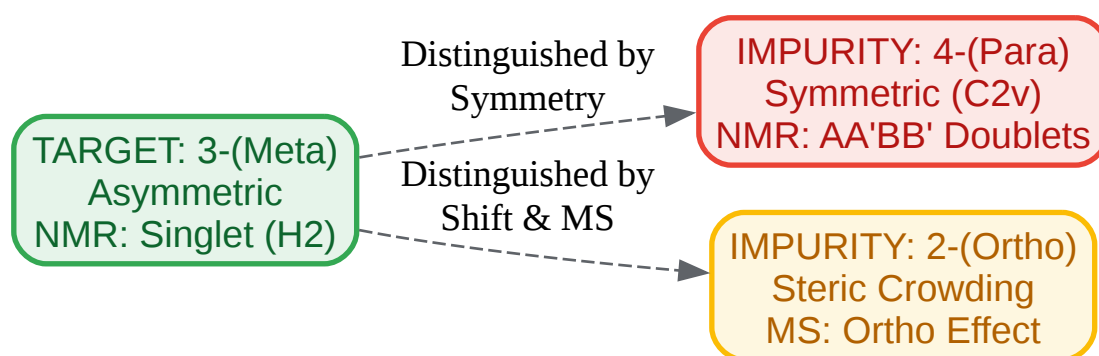 TARGET: 3-(Meta)
Asymmetric
NMR: Singlet (H2)
Distinguished by
Symmetry
Distinguished by
Shift & MS
IMPURITY: 4-(Para)
Symmetric (C2v)
NMR: AA'BB' Doublets
IMPURITY: 2-(Ortho)
Steric Crowding
MS: Ortho Effect